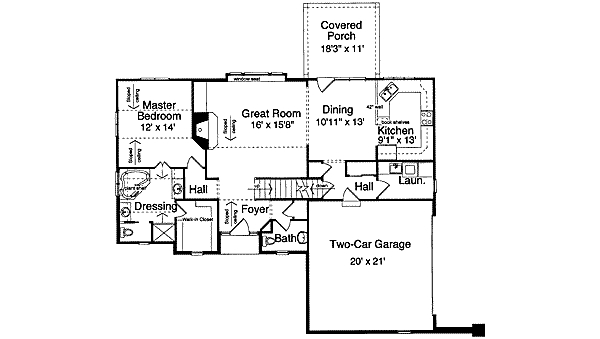 Covered
Porch
18'3" x 11'
window seat
Sloped
ceiling
Master
Bedroom
12' x 14'
Sloped
ceiling
Sloped
ceiling
Great Room
16' x 15'8"
Dining
10'11" x 13'
42" wall
book shelves
Kitchen
9'1" x 13'
Hall
up
down
Hall
Laun.
Dressing
Walk-in Closet
Sloped
ceiling
Foyer
Bath
Two-Car Garage
20' x 21'